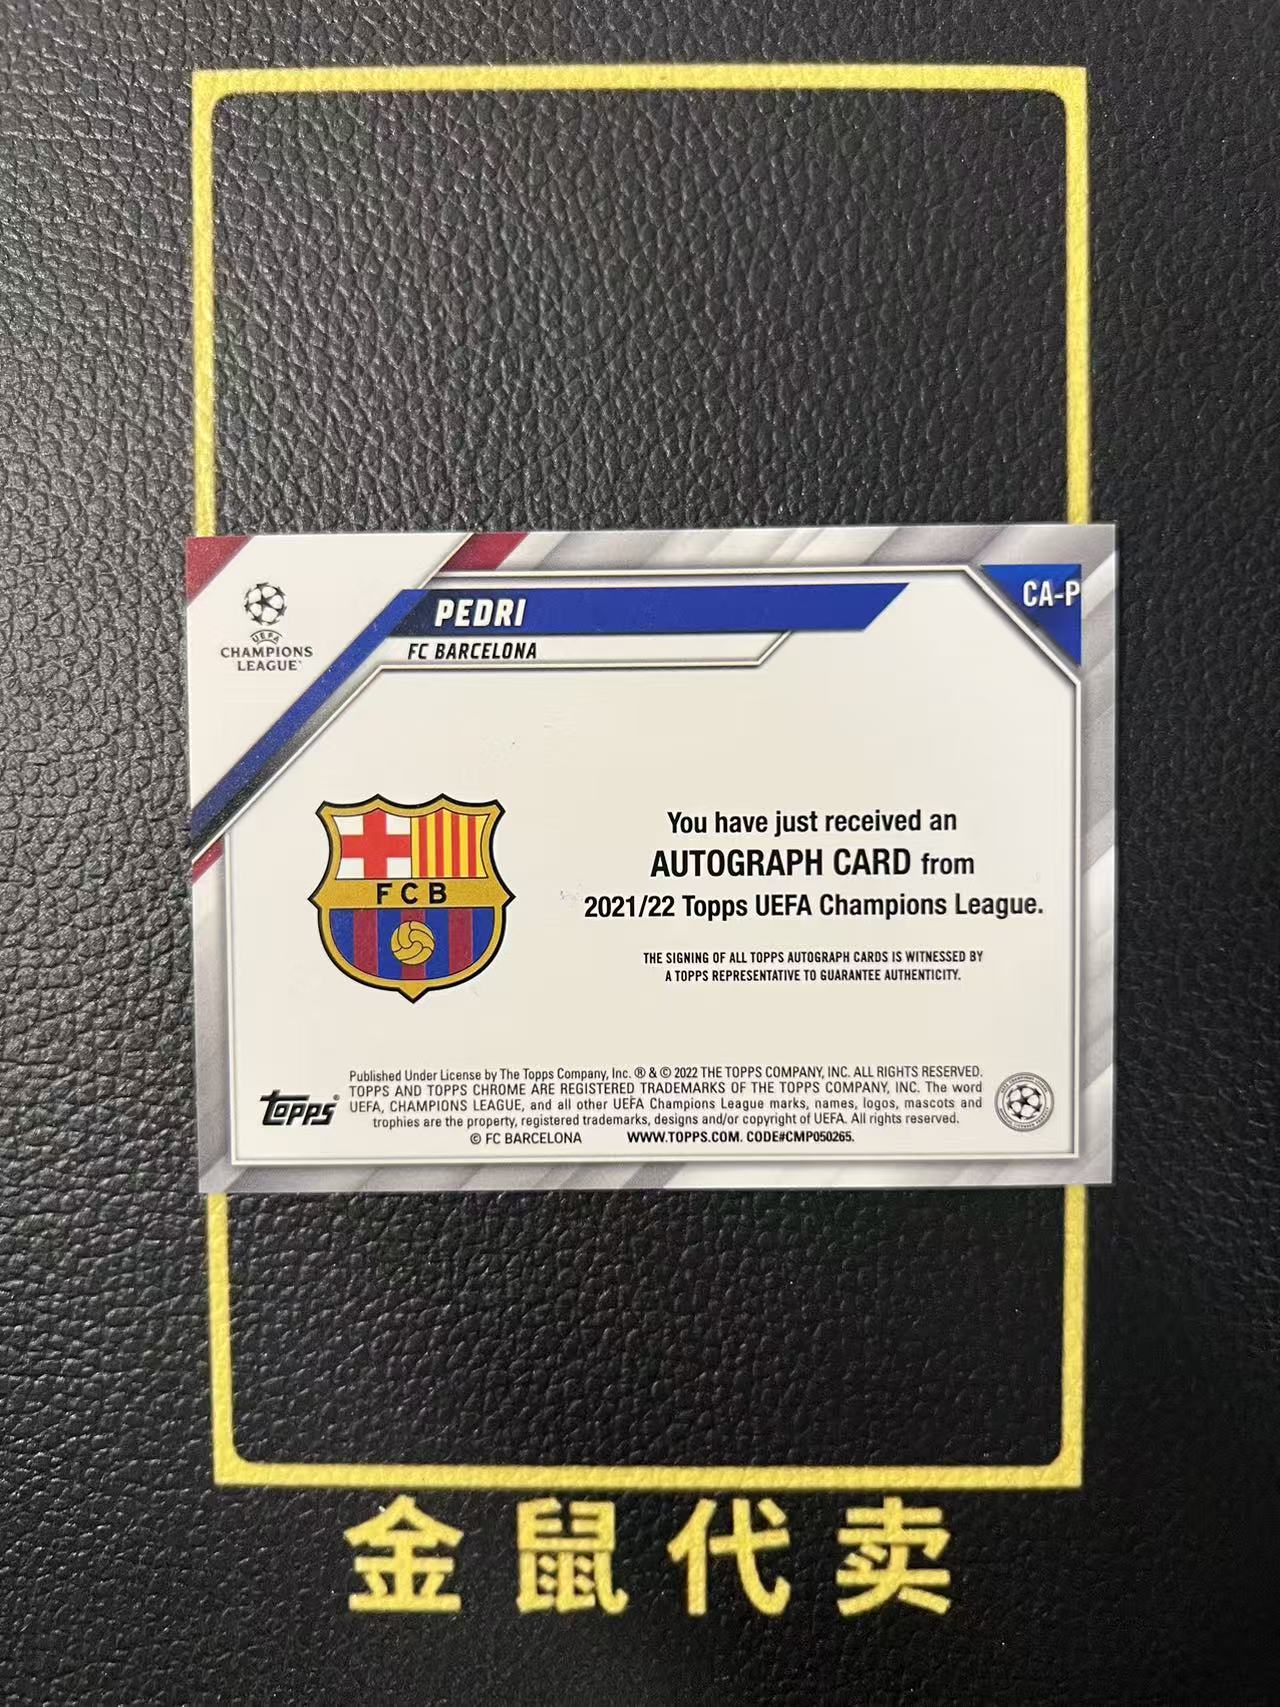 PEDRI
CA-P
FC BARCELONA
UEFA
CHAMPIONS
LEAGUE
You have just received an
AUTOGRAPH CARD from
2021/22 Topps UEFA Champions League.
FCB
THE SIGNING OF ALL TOPPS AUTOGRAPH CARDS IS WITNESSED BY
A TOPPS REPRESENTATIVE TO GUARANTEE AUTHENTICITY.
topps®
Published Under License by The Topps Company, Inc. ® & © 2022 THE TOPPS COMPANY, INC. ALL RIGHTS RESERVED.
TOPPS AND TOPPS CHROME ARE REGISTERED TRADEMARKS OF THE TOPPS COMPANY, INC. The word
UEFA, CHAMPIONS LEAGUE, and all other UEFA Champions League marks, names, logos, mascots and
trophies are the property, registered trademarks, designs and/or copyright of UEFA. All rights reserved.
© FC BARCELONA WWW.TOPPS.COM. CODE#CMP050265.
金鼠代卖